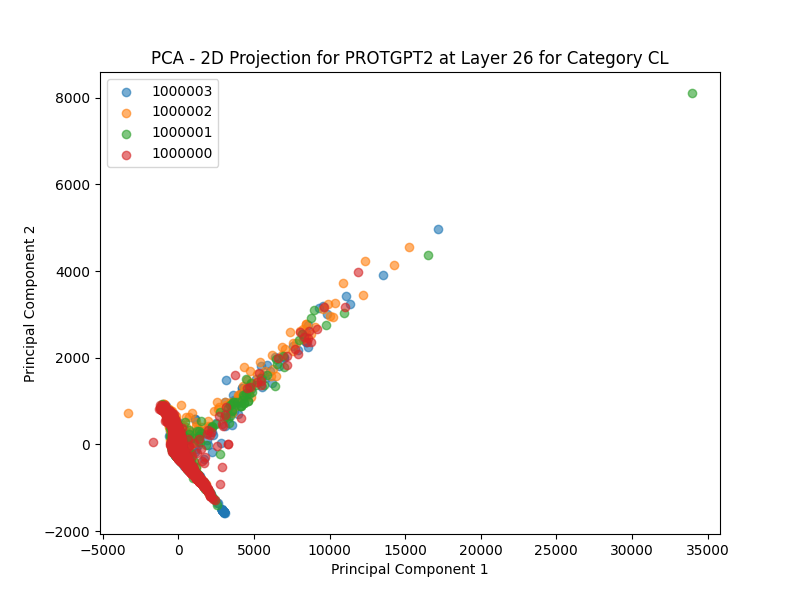 PCA - 2D Projection for PROTGPT2 at Layer 26 for Category CL
1000003
1000002
1000001
1000000
8000
6000
4000
2000
0
−2000
Principal Component 2
−5000 0 5000 10000 15000 20000 25000 30000 35000
Principal Component 1